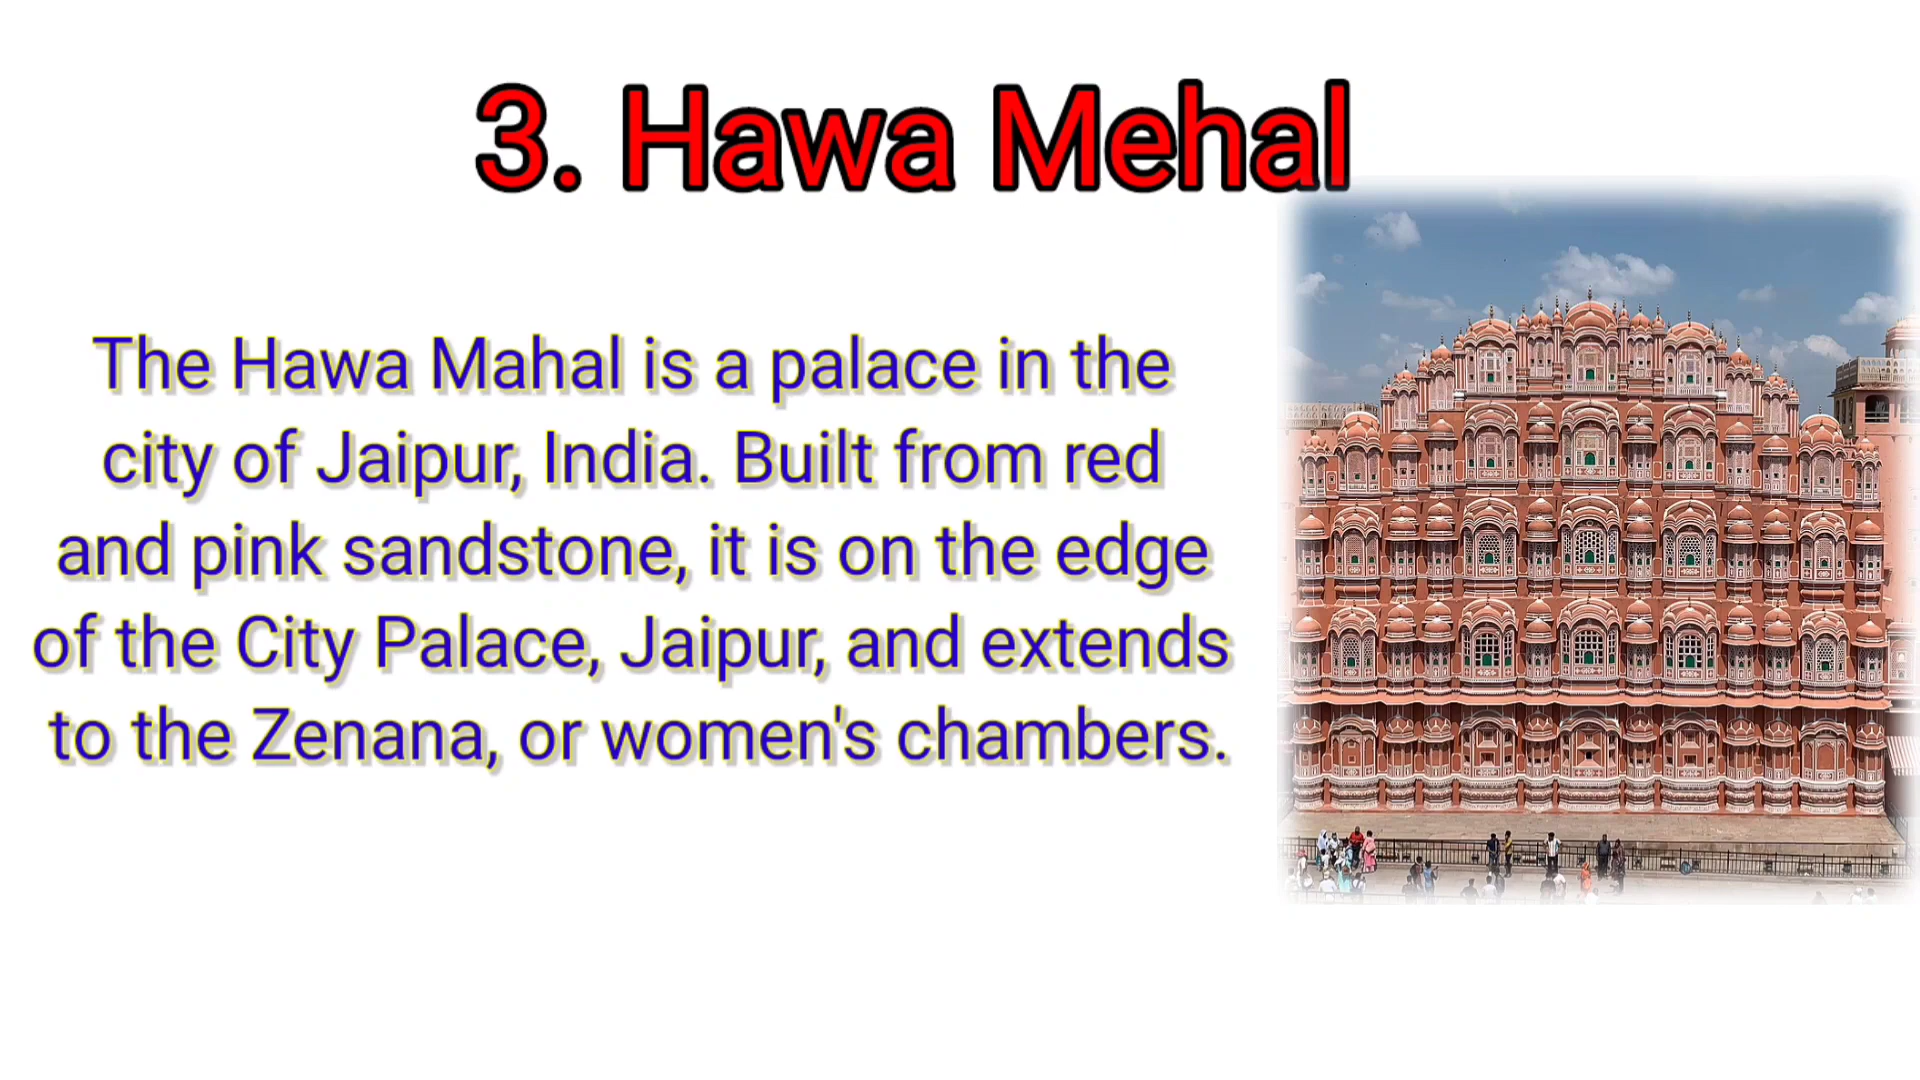 3. Hawa Mehal
The Hawa Mahal is a palace in the
city of Jaipur, India. Built from red
and pink sandstone, it is on the edge
of the City Palace, Jaipur, and extends
to the Zenana, or women's chambers.